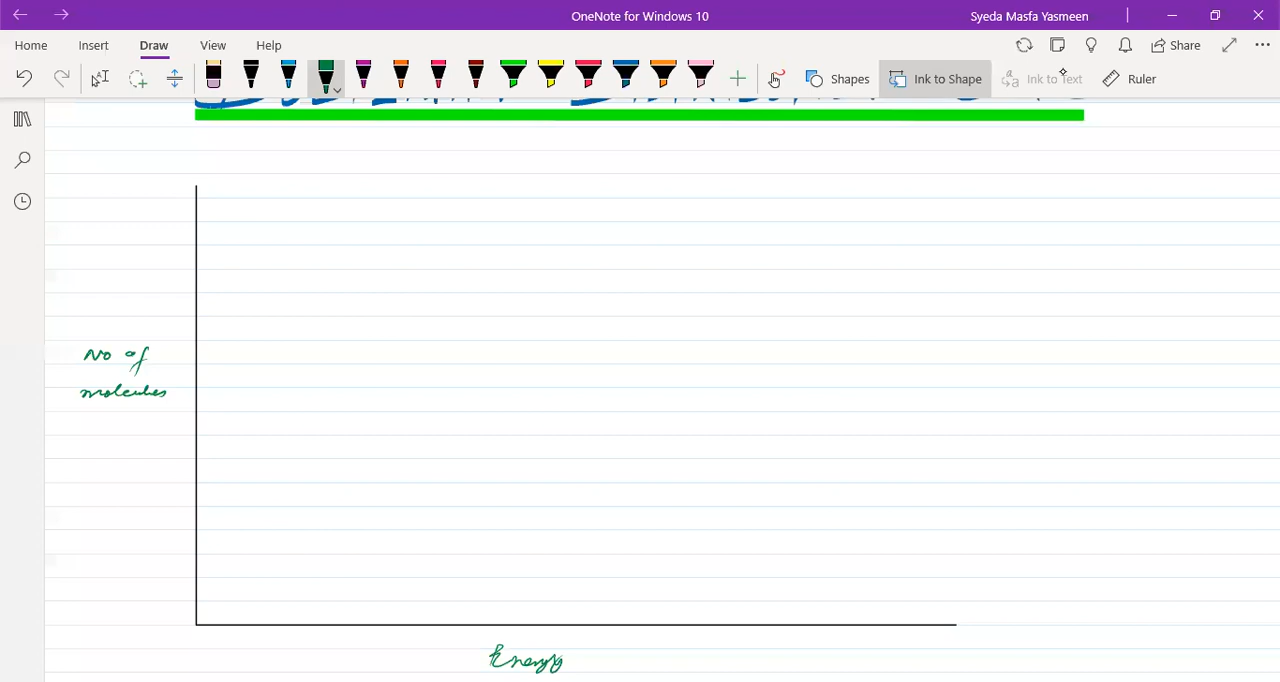 OneNote for Windows 10
Syeda Masfa Yasmeen
Home
Insert
Draw
View
Help
Share
Shapes
Ink to Shape
Ink to Text
Ruler
No of
molecules
Energy